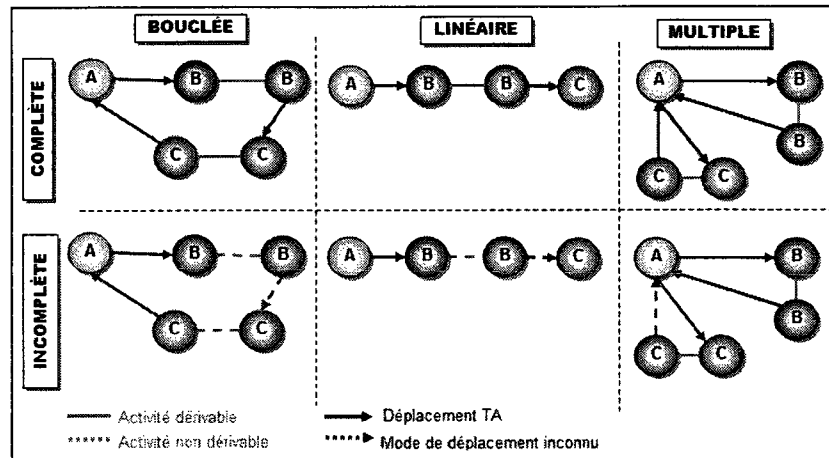 BOUCLÉE LINÉAIRE MULTIPLE
COMPLÈTE
A B B
C C
A B B C
A B
B
C C
INCOMPLÈTE
A B B
C C
A B B C
A B
B
C C
Activité dérivable
Déplacement TA
Activité non dérivable
Mode de déplacement inconnu